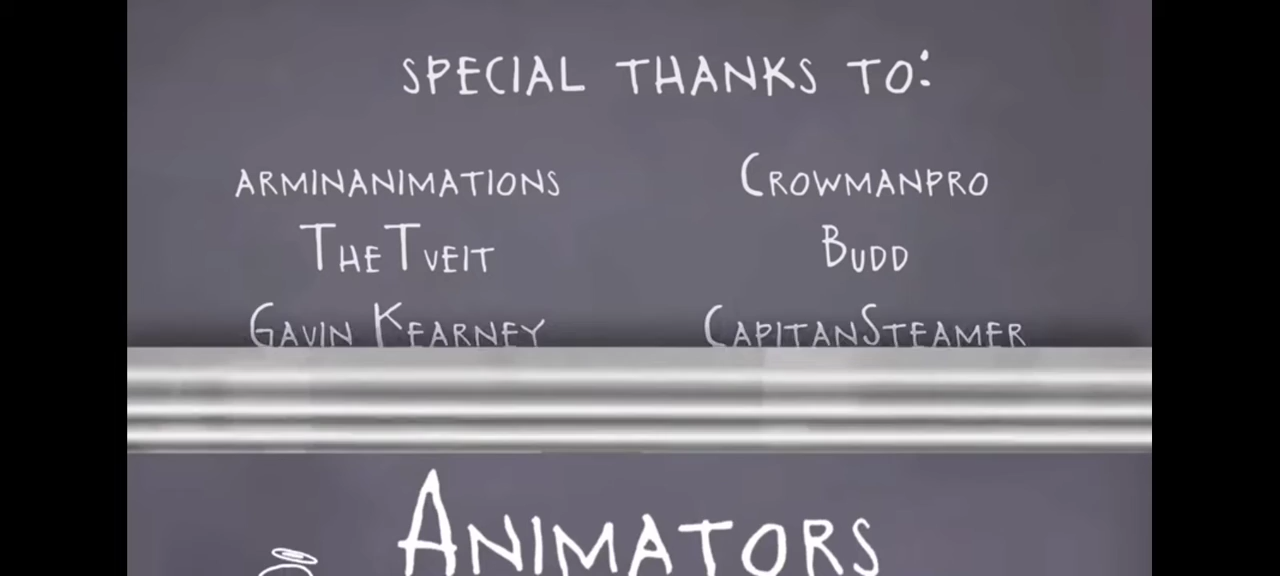 SPECIAL THANKS TO:
ARMINANIMATIONS
CROWMANPRO
THETVEIT
BUDD
GAVIN KEARNEY
CAPITANSTEAMER
ANIMATORS